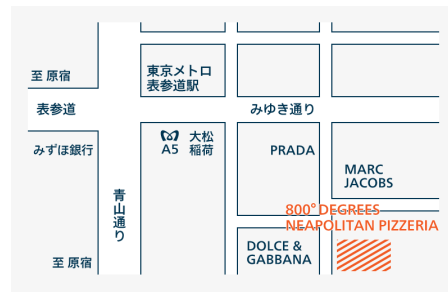 至 原宿
東京メトロ
表参道駅
表参道
みゆき通り
みずほ銀行
A5
大松
稲荷
PRADA
MARC
JACOBS
青山通り
800°DEGREES
NEAPOLITAN PIZZERIA
DOLCE &
GABBANA
至 原宿